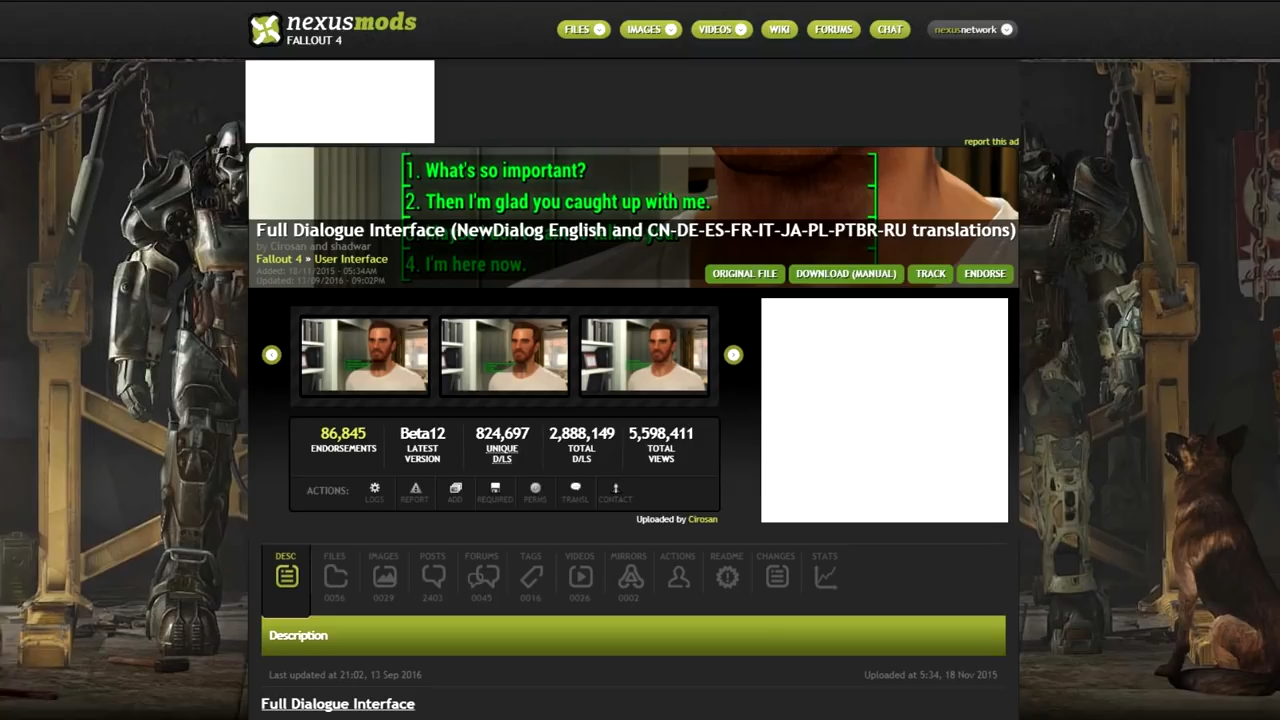 nexusmods
FALLOUT 4
FILES
IMAGES
VIDEOS
WIKI
FORUMS
CHAT
nexusnetwork
report this ad
1. What's so important?
2. Then I'm glad you caught up with me.
Full Dialogue Interface (NewDialog English and CN-DE-ES-FR-IT-JA-PL-PTBR-RU translations)
by Cirosan and shadwar
Fallout 4 » User Interface
4. I'm here now.
Added: 18/11/2015 - 05:34AM
Updated: 13/09/2016 - 09:02PM
ORIGINAL FILE
DOWNLOAD (MANUAL)
TRACK
ENDORSE
86,845
ENDORSEMENTS
Beta12
LATEST
VERSION
824,697
UNIQUE
D/LS
2,888,149
TOTAL
D/LS
5,598,411
TOTAL
VIEWS
ACTIONS:
LOGS
REPORT
ADD
REQUIRED
PERMS
TRANSL
CONTACT
Uploaded by Cirosan
DESC
FILES
0056
IMAGES
0029
POSTS
2403
FORUMS
0045
TAGS
0016
VIDEOS
0026
MIRRORS
0002
ACTIONS
README
CHANGES
STATS
Description
Last updated at 21:02, 13 Sep 2016
Uploaded at 5:34, 18 Nov 2015
Full Dialogue Interface